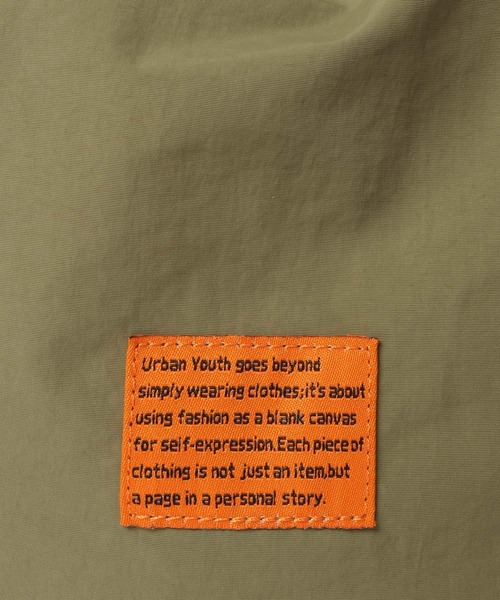 Urban Youth goes beyond
simply wearing clothes;it's about
using fashion as a blank canvas
for self-expression.Each piece of
clothing is not just an item,but
a page in a personal story.